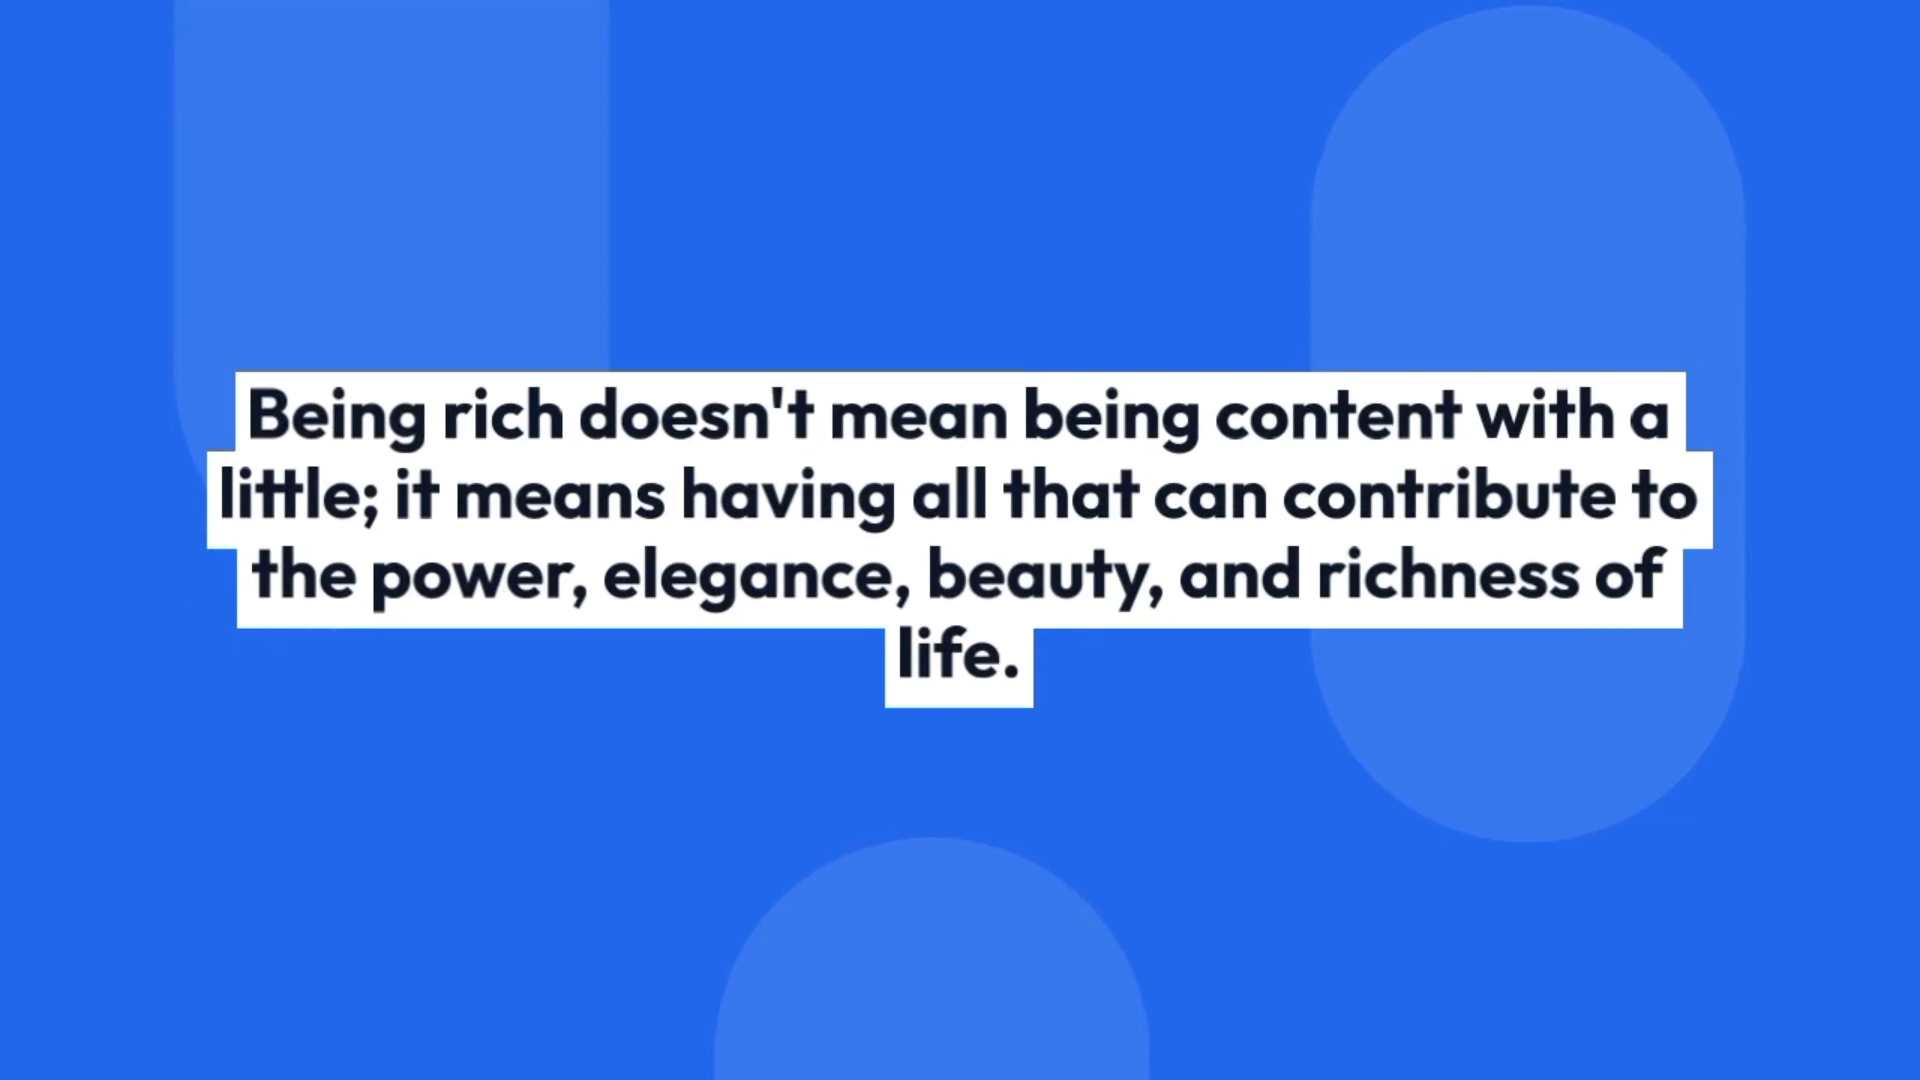 Being rich doesn't mean being content with a
little; it means having all that can contribute to
the power, elegance, beauty, and richness of
life.